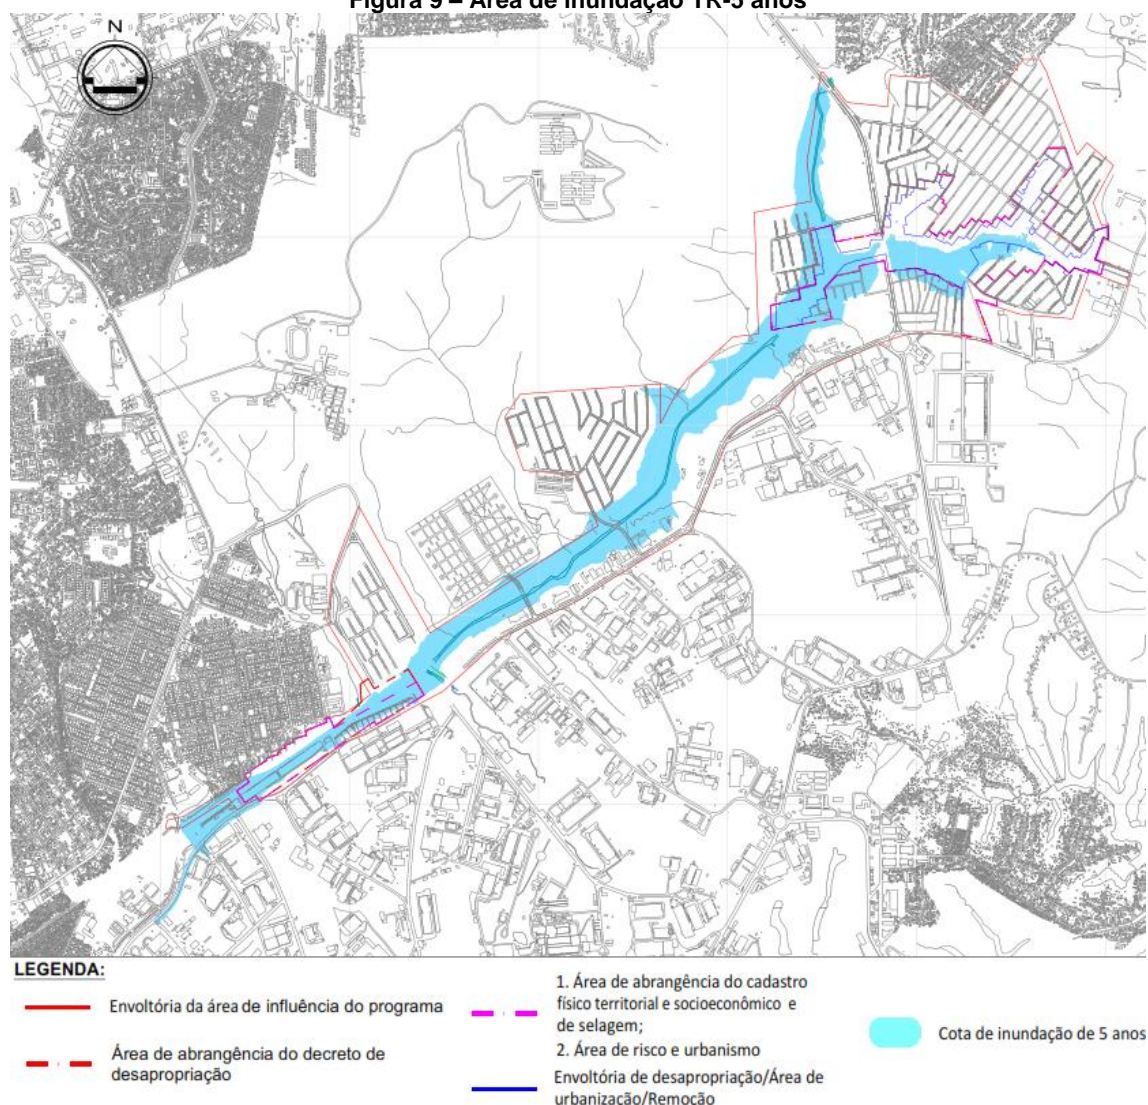 Figura 9 – Área de Inundação TR-5 anos
N
LEGENDA:
Envoltória da área de influência do programa
Área de abrangência do decreto de
desapropriação
1. Área de abrangência do cadastro
físico territorial e socioeconômico e
de selagem;
2. Área de risco e urbanismo
Envoltória de desapropriação/Área de
urbanização/Remoção
Cota de inundação de 5 anos